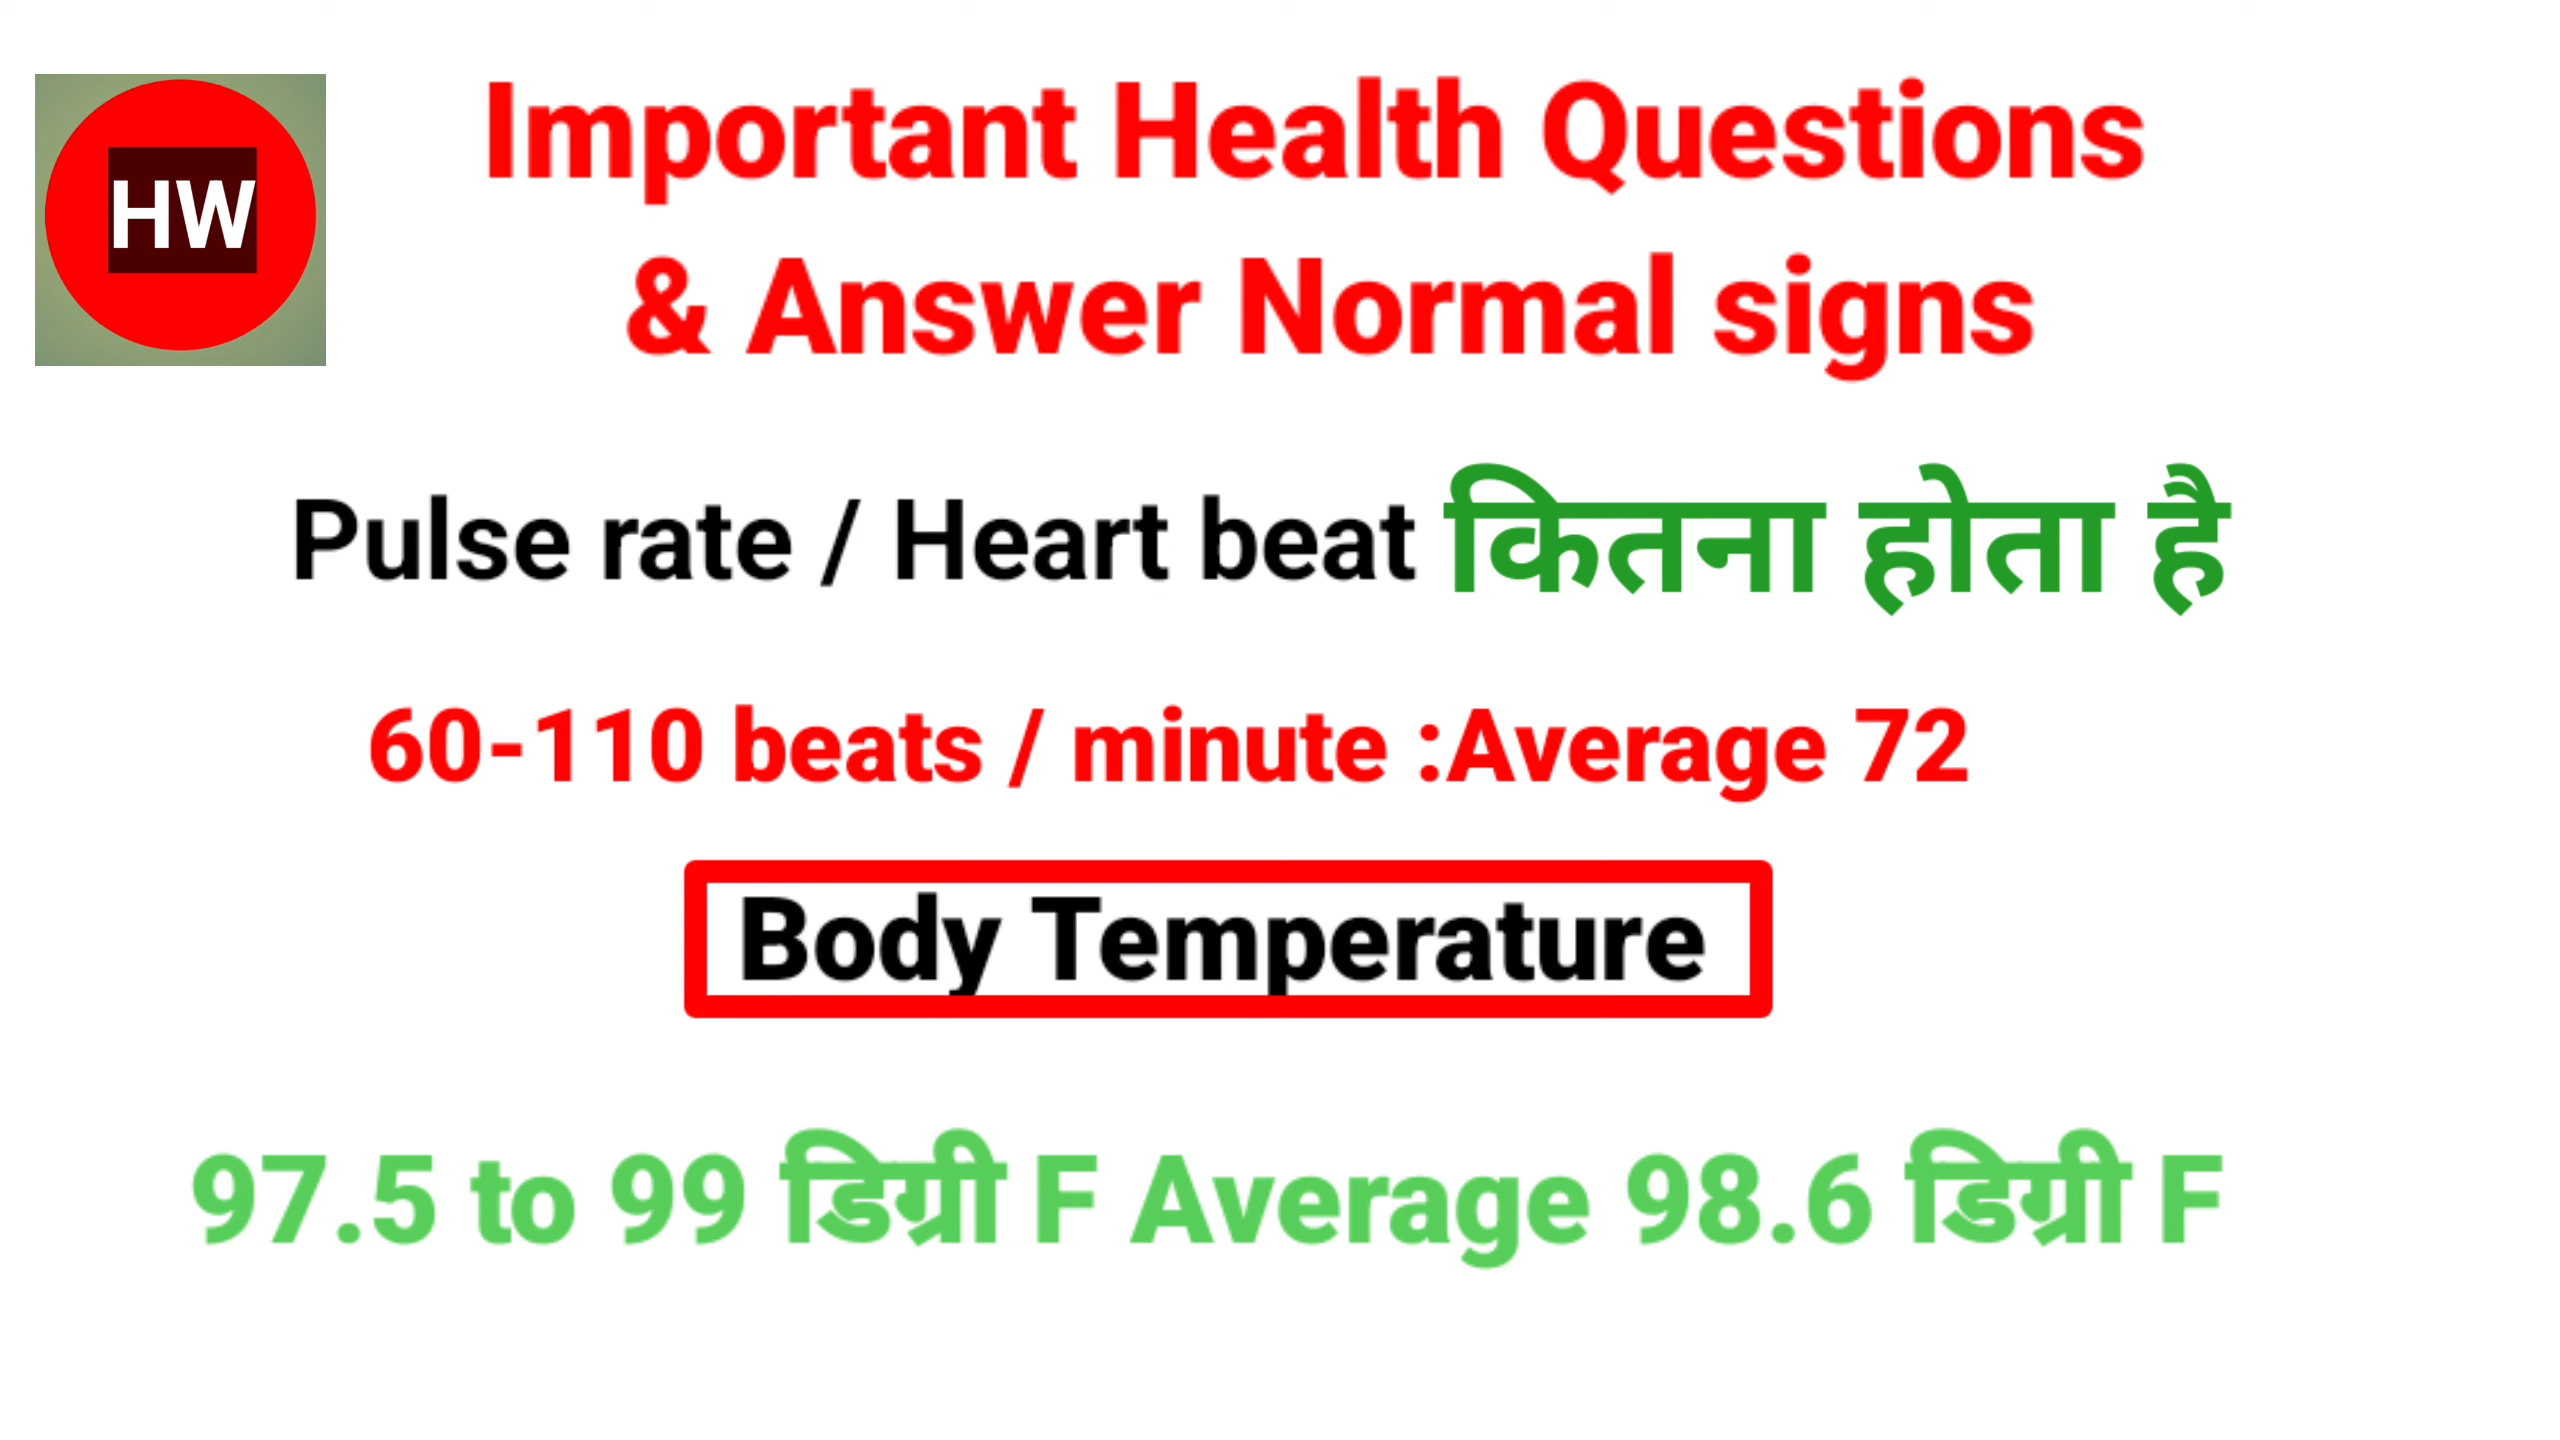 HW
Important Health Questions
& Answer Normal signs
Pulse rate / Heart beat कितना होता है
60-110 beats / minute :Average 72
Body Temperature
97.5 to 99 डिग्री F Average 98.6 डिग्री F